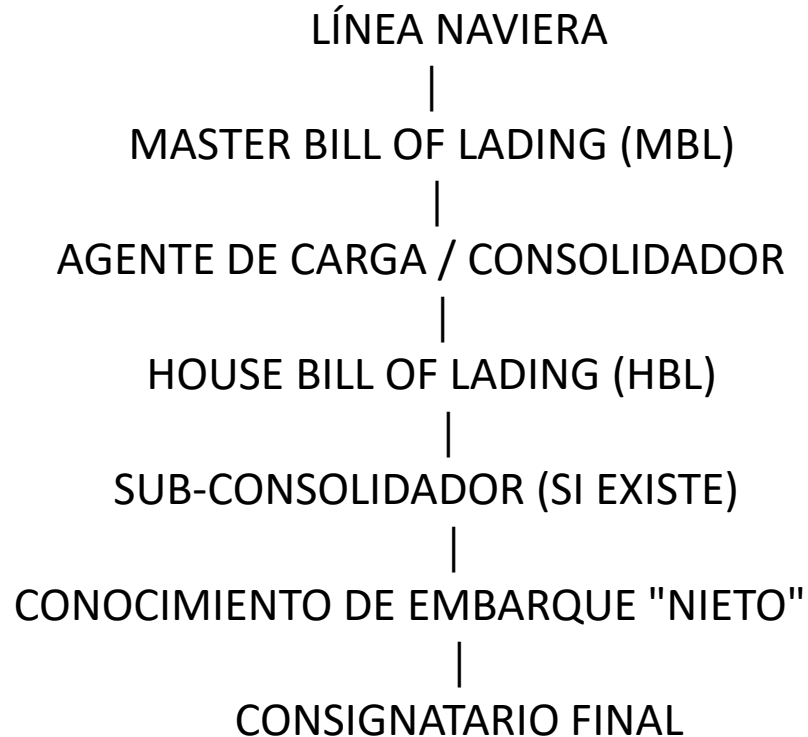 LÍNEA NAVIERA
|
MASTER BILL OF LADING (MBL)
|
AGENTE DE CARGA / CONSOLIDADOR
|
HOUSE BILL OF LADING (HBL)
|
SUB-CONSOLIDADOR (SI EXISTE)
|
CONOCIMIENTO DE EMBARQUE "NIETO"
|
CONSIGNATARIO FINAL